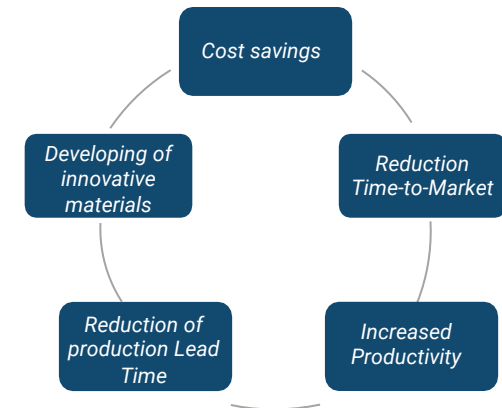 Cost savings
Developing of
innovative
materials
Reduction
Time-to-Market
Reduction of
production Lead
Time
Increased
Productivity